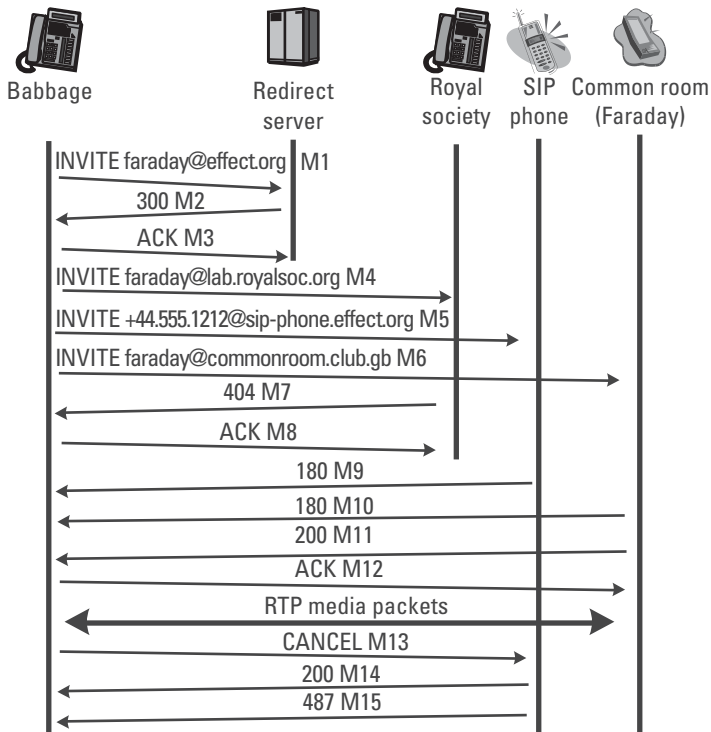 Babbage
Redirect
server
Royal
society
SIP
phone
Common room
(Faraday)
INVITE faraday@effect.org M1
300 M2
ACK M3
INVITE faraday@lab.royalsoc.org M4
INVITE +44.555.1212@sip-phone.effect.org M5
INVITE faraday@commonroom.club.gb M6
404 M7
ACK M8
180 M9
180 M10
200 M11
ACK M12
RTP media packets
CANCEL M13
200 M14
487 M15